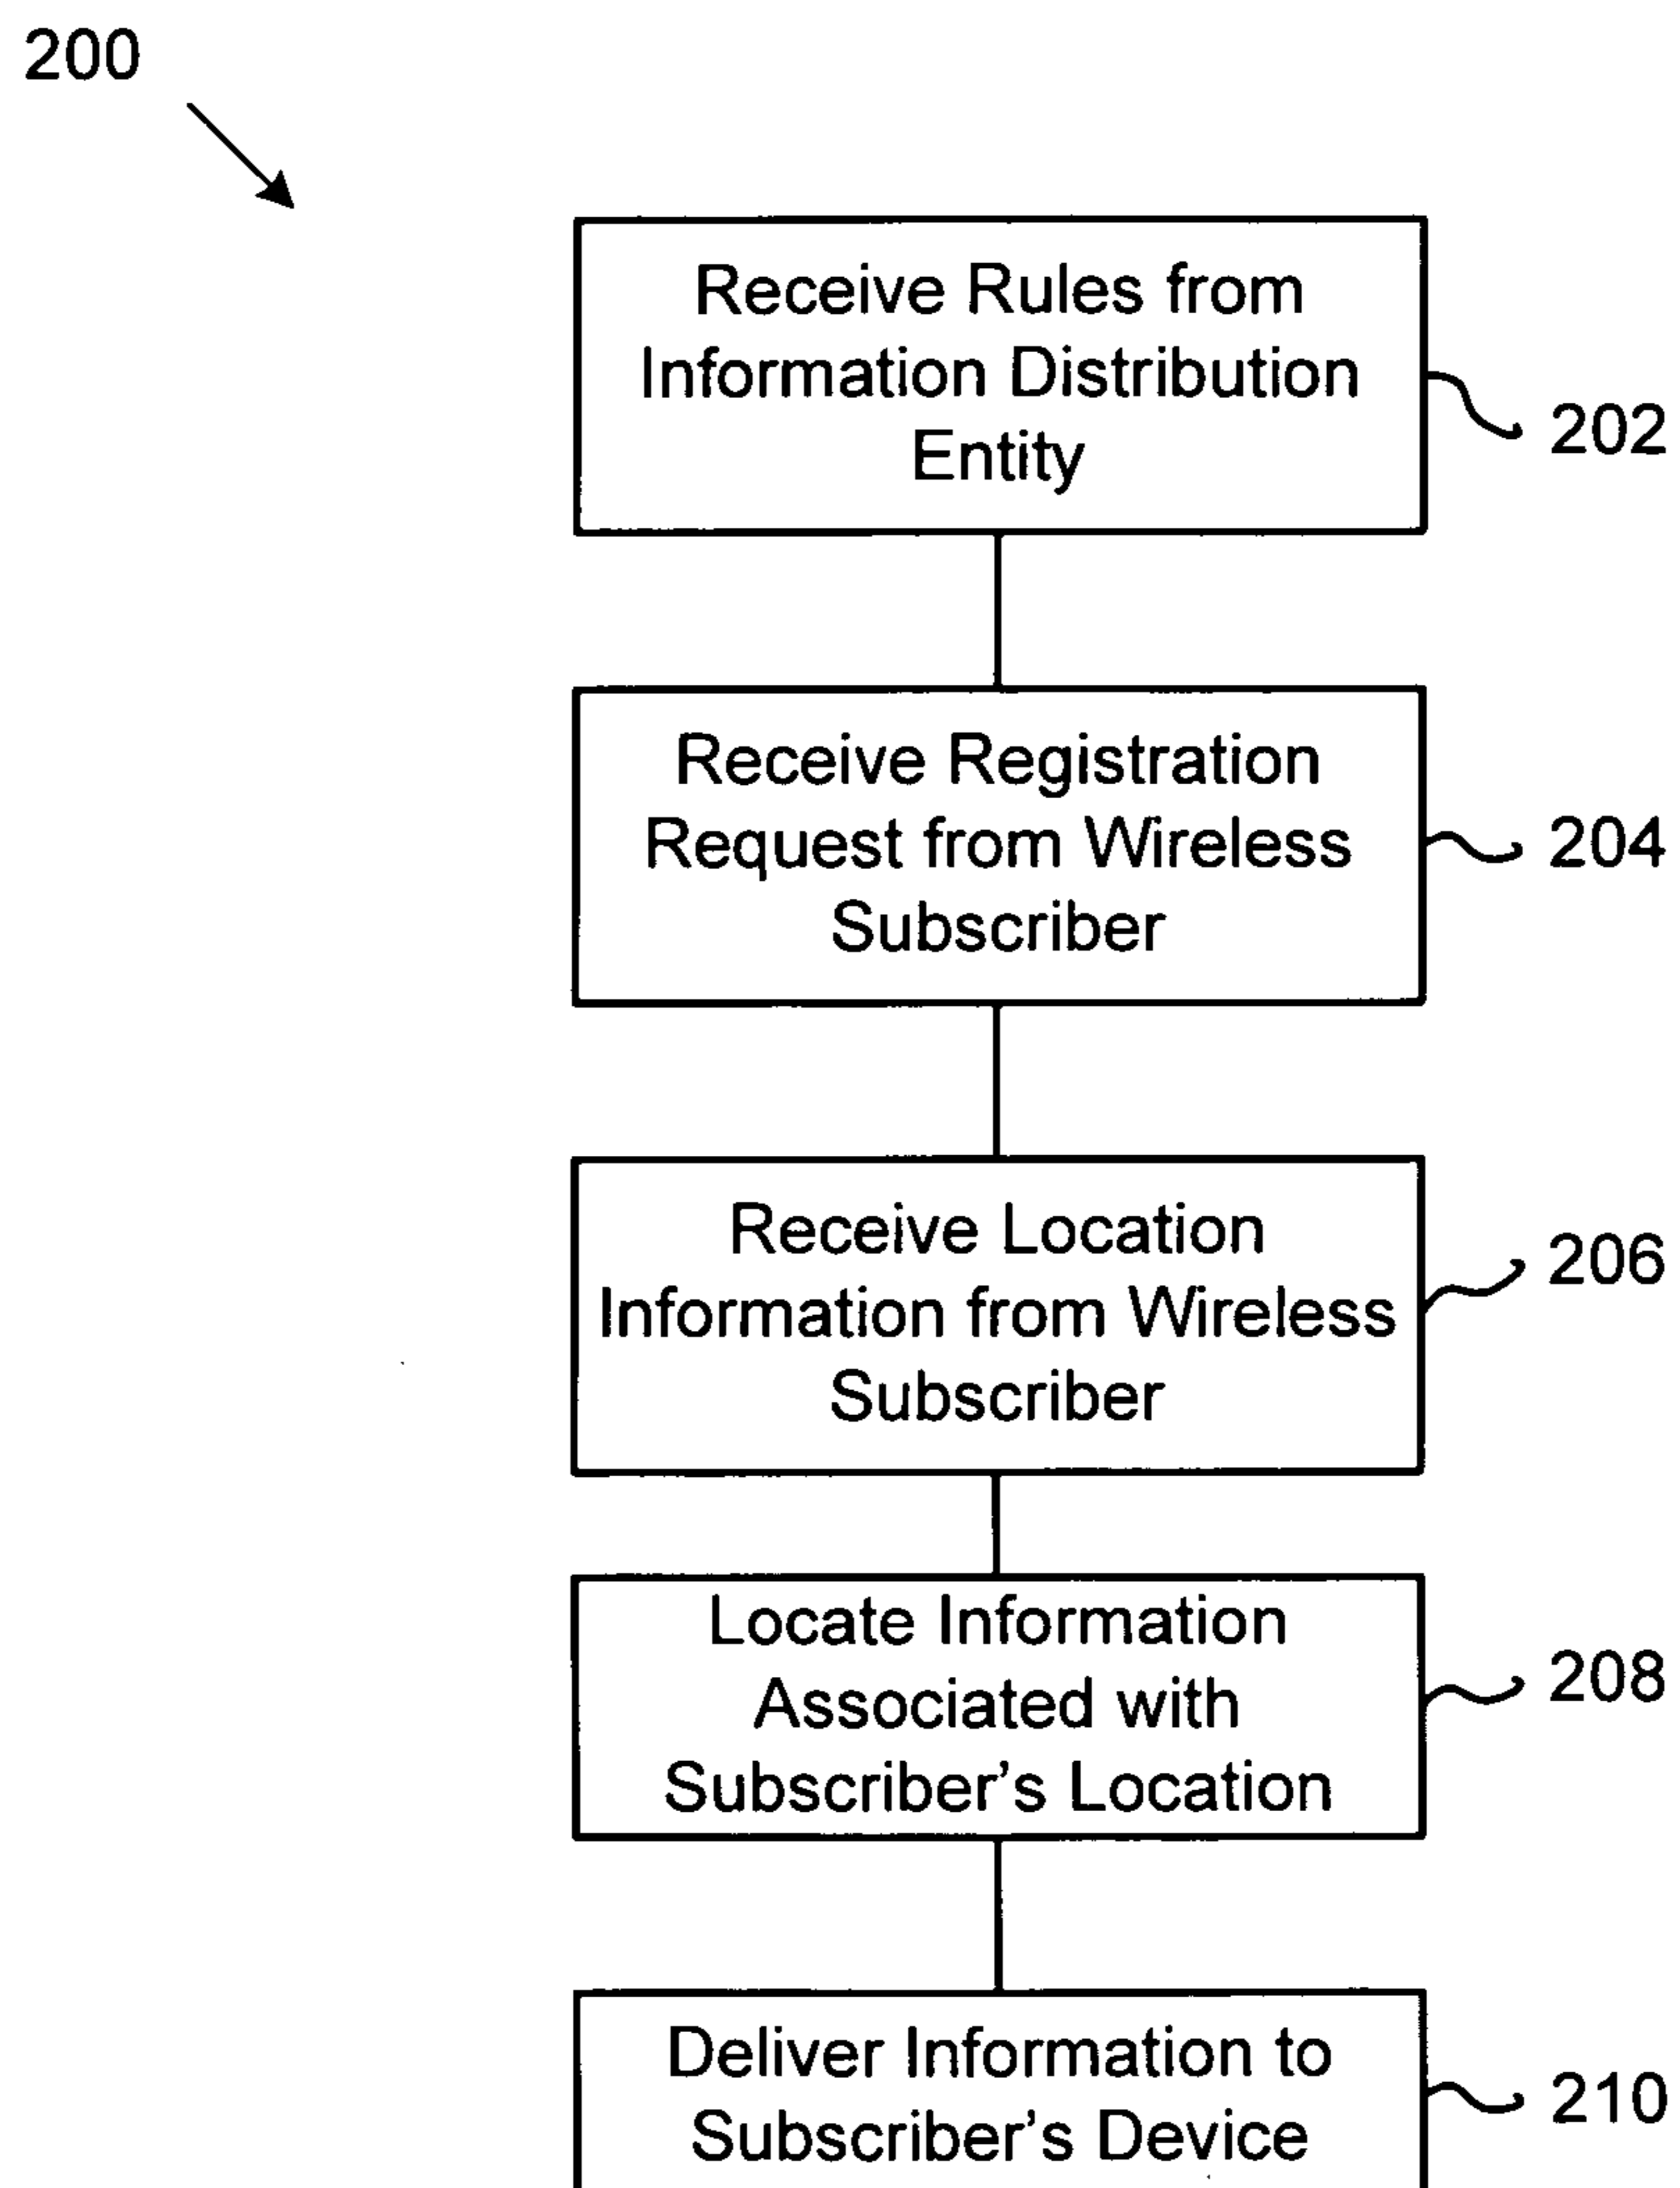 200
Receive Rules from
Information Distribution
Entity
202
Receive Registration
Request from Wireless
Subscriber
204
Receive Location
Information from Wireless
Subscriber
206
Locate Information
Associated with
Subscriber's Location
208
Deliver Information to
Subscriber's Device
210